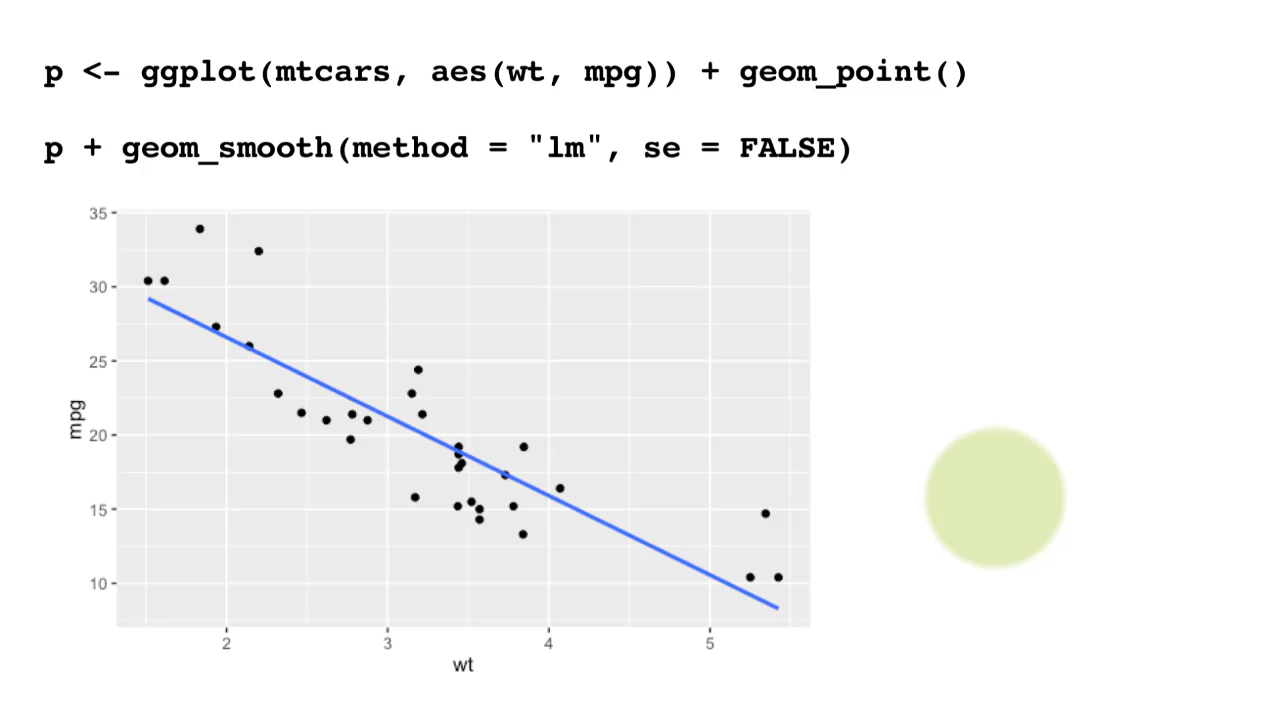 p <- ggplot(mtcars, aes(wt, mpg)) + geom_point()
p + geom_smooth(method = "lm", se = FALSE)
35
30
25
20
15
10
mpg
2 3 4 5
wt